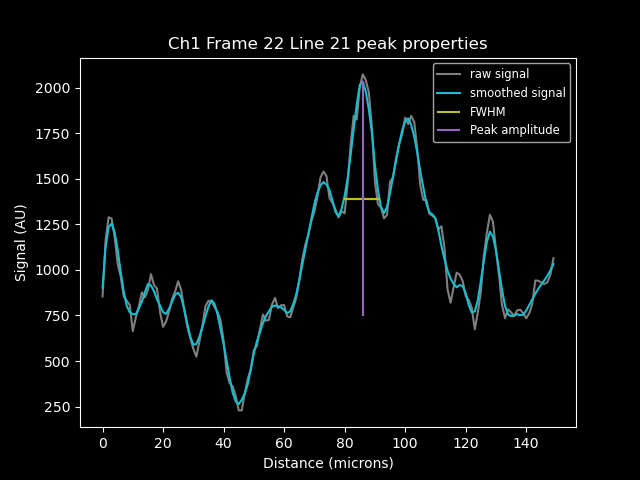 Ch1 Frame 22 Line 21 peak properties
raw signal
smoothed signal
FWHM
Peak amplitude
Signal (AU)
2000
1750
1500
1250
1000
750
500
250
0 20 40 60 80 100 120 140
Distance (microns)